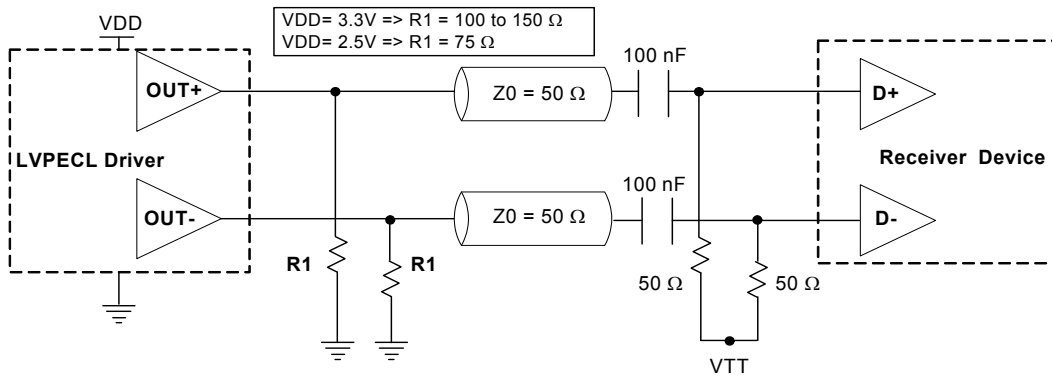 VDD
VDD= 3.3V => R1 = 100 to 150 Ω
VDD= 2.5V => R1 = 75 Ω
100 nF
OUT+
Z0 = 50 Ω
D+
LVPECL Driver
Receiver Device
100 nF
OUT-
Z0 = 50 Ω
D-
R1
R1
50 Ω
50 Ω
VTT